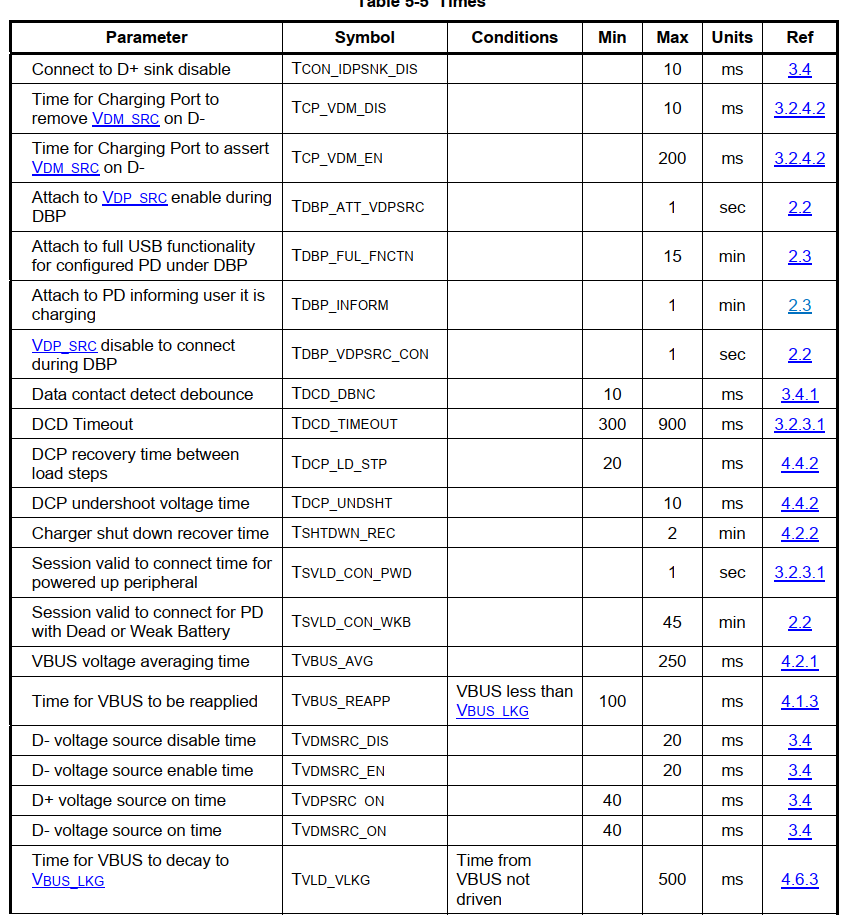 Table 5-5 Times
Parameter Symbol Conditions Min Max Units Ref
Connect to D+ sink disable TCON_IDPSNK_DIS 10 ms 3.4
Time for Charging Port to
remove VDM_SRC on D- TCP_VDM_DIS 10 ms 3.2.4.2
Time for Charging Port to assert
VDM_SRC on D- TCP_VDM_EN 200 ms 3.2.4.2
Attach to VDP_SRC enable during
DBP TDBP_ATT_VDPSRC 1 sec 2.2
Attach to full USB functionality
for configured PD under DBP TDBP_FUL_FNCTN 15 min 2.3
Attach to PD informing user it is
charging TDBP_INFORM 1 min 2.3
VDP_SRC disable to connect
during DBP TDBP_VDPSRC_CON 1 sec 2.2
Data contact detect debounce TDCD_DBNC 10 ms 3.4.1
DCD Timeout TDCD_TIMEOUT 300 900 ms 3.2.3.1
DCP recovery time between
load steps TDCP_LD_STP 20 ms 4.4.2
DCP undershoot voltage time TDCP_UNDSHT 10 ms 4.4.2
Charger shut down recover time TSHTDWN_REC 2 min 4.2.2
Session valid to connect time for
powered up peripheral TSVLD_CON_PWD 1 sec 3.2.3.1
Session valid to connect for PD
with Dead or Weak Battery TSVLD_CON_WKB 45 min 2.2
VBUS voltage averaging time TVBUS_AVG 250 ms 4.2.1
Time for VBUS to be reapplied TVBUS_REAPP VBUS less than
VBUS_LKG 100 ms 4.1.3
D- voltage source disable time TVDMSRC_DIS 20 ms 3.4
D- voltage source enable time TVDMSRC_EN 20 ms 3.4
D+ voltage source on time TVDPSRC_ON 40 ms 3.4
D- voltage source on time TVDMSRC_ON 40 ms 3.4
Time for VBUS to decay to
VBUS_LKG TVLD_VLKG Time from
VBUS not
driven 500 ms 4.6.3